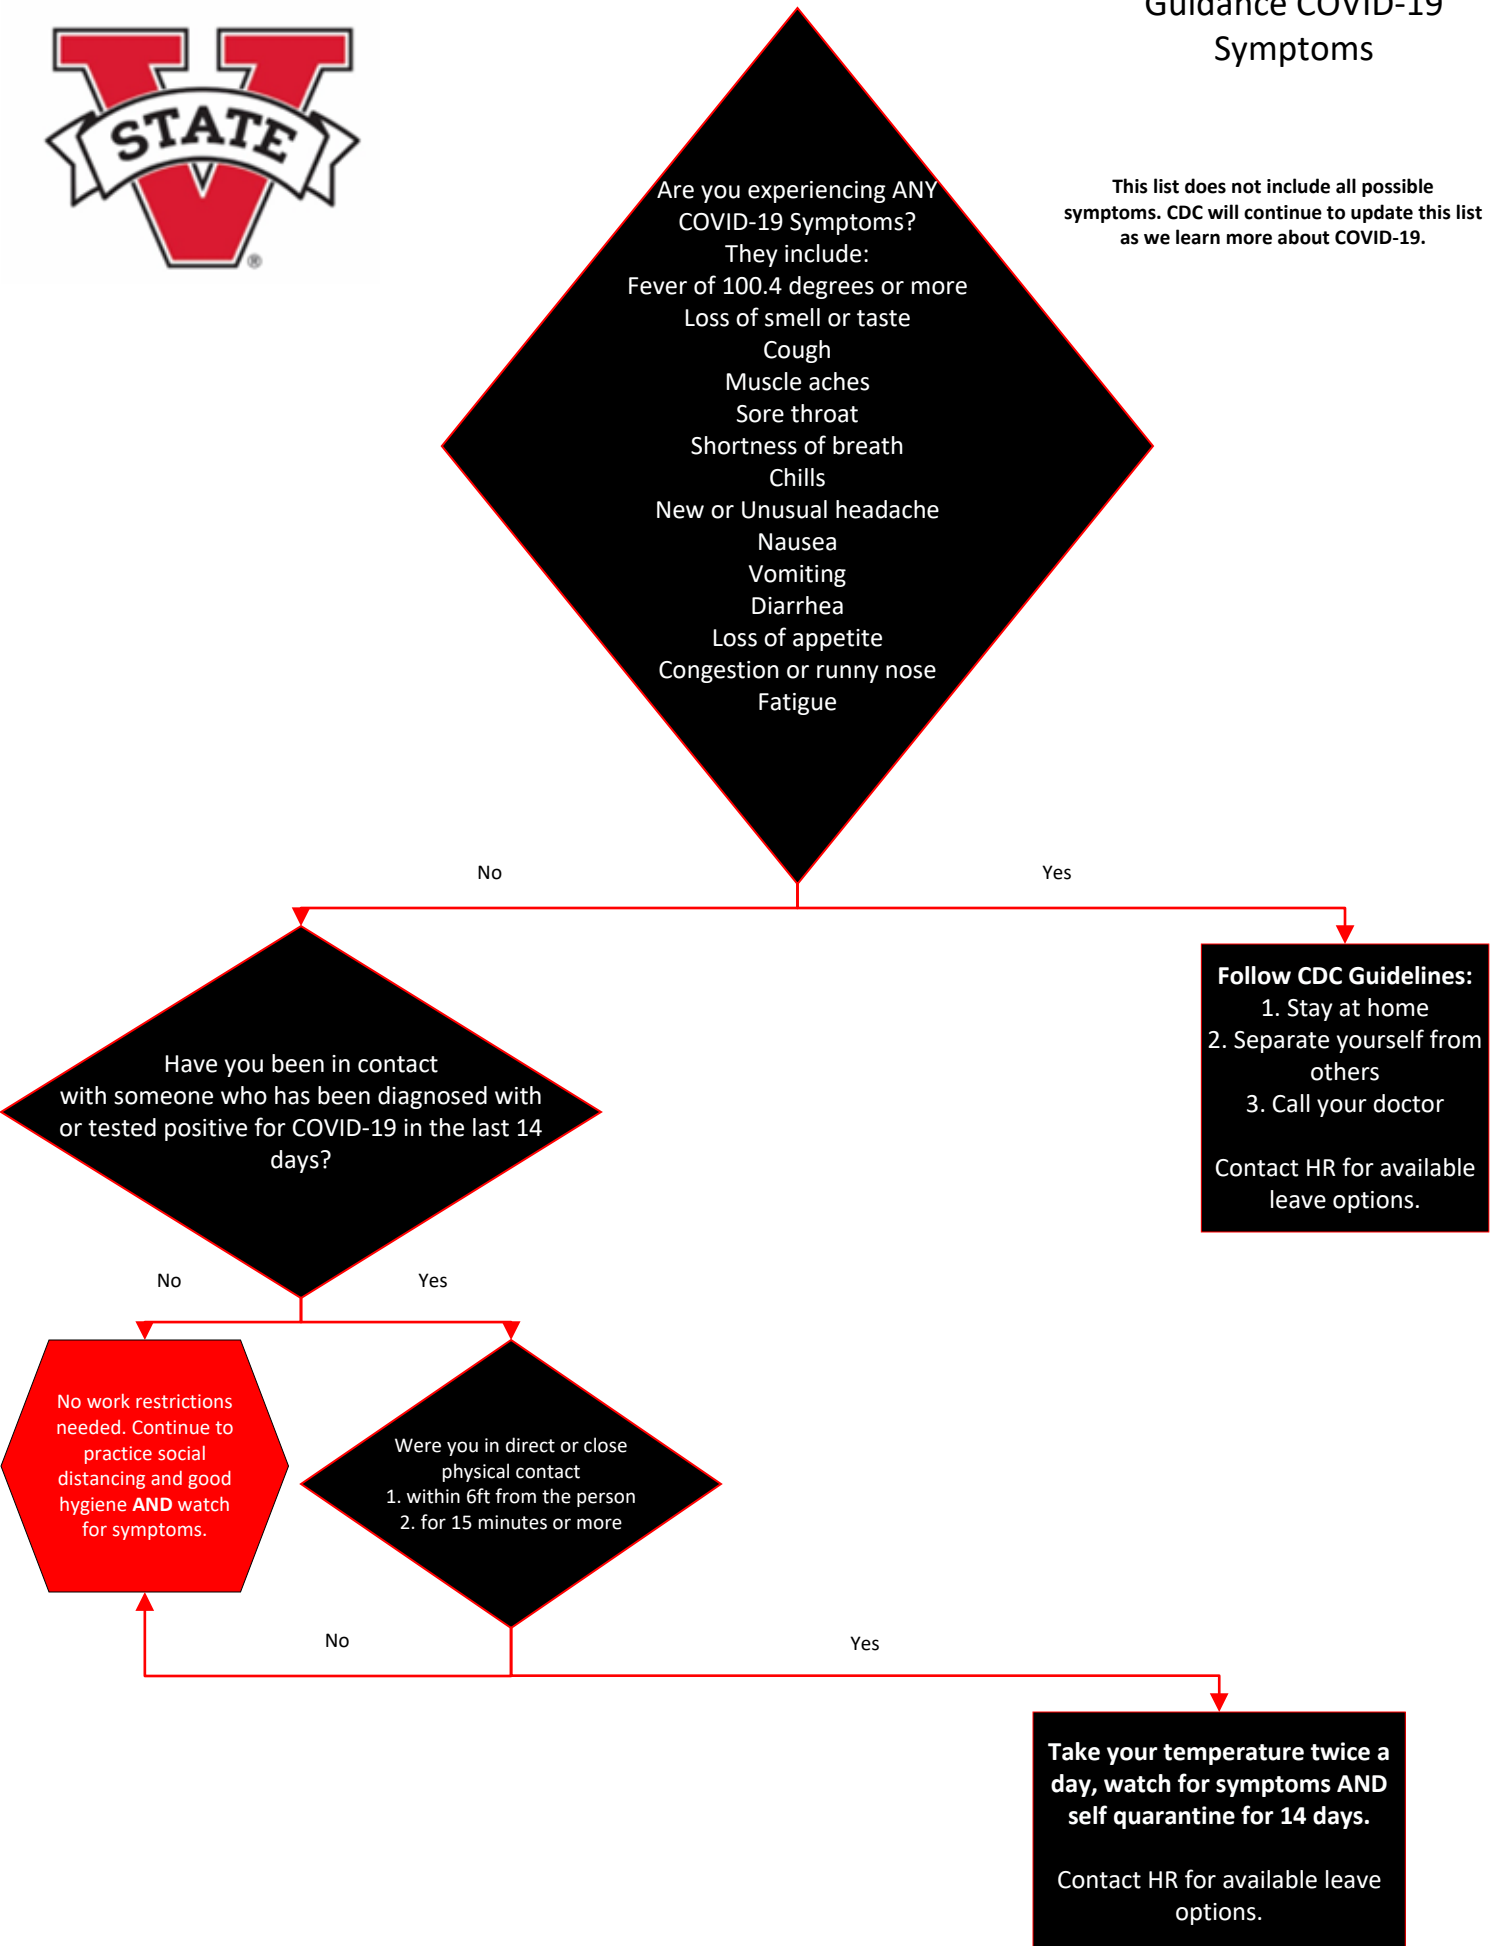 Guidance COVID-19
Symptoms
STATE
®
This list does not include all possible
symptoms. CDC will continue to update this list
as we learn more about COVID-19.
Are you experiencing ANY
COVID-19 Symptoms?
They include:
Fever of 100.4 degrees or more
Loss of smell or taste
Cough
Muscle aches
Sore throat
Shortness of breath
Chills
New or Unusual headache
Nausea
Vomiting
Diarrhea
Loss of appetite
Congestion or runny nose
Fatigue
No
Yes
Follow CDC Guidelines:
1. Stay at home
2. Separate yourself from
others
3. Call your doctor
Contact HR for available
leave options.
Have you been in contact
with someone who has been diagnosed with
or tested positive for COVID-19 in the last 14
days?
No
Yes
No work restrictions
needed. Continue to
practice social
distancing and good
hygiene AND watch
for symptoms.
Were you in direct or close
physical contact
1. within 6ft from the person
2. for 15 minutes or more
No
Yes
Take your temperature twice a
day, watch for symptoms AND
self quarantine for 14 days.
Contact HR for available leave
options.